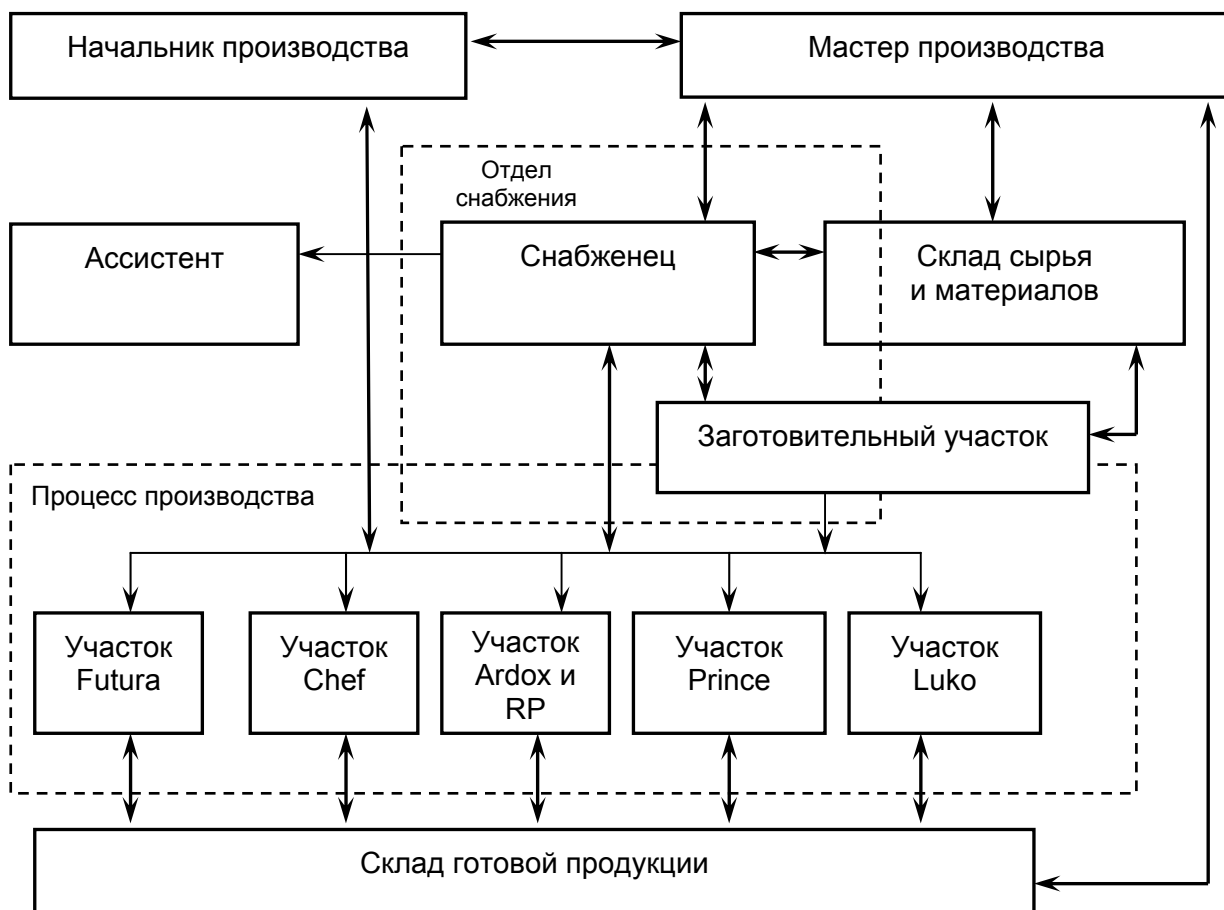 Начальник производства
Мастер производства
Отдел
снабжения
Ассистент
Снабженец
Склад сырья
и материалов
Заготовительный участок
Процесс производства
Участок
Futura
Участок
Chef
Участок
Ardox и
RP
Участок
Prince
Участок
Luko
Склад готовой продукции